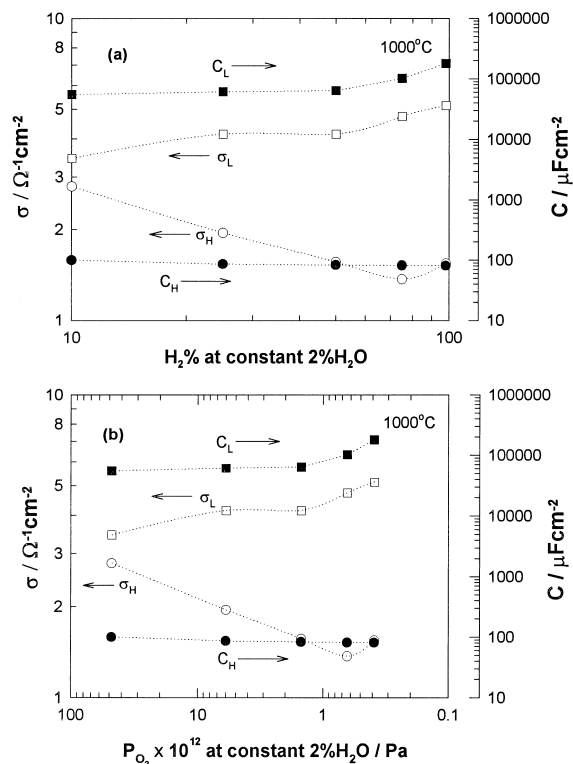 (a)
1000°C
C_L
σ_L
σ_H
C_H
10
5
3
2
1
σ / Ω⁻¹cm⁻²
1000000
100000
10000
1000
100
10
C / μFcm⁻²
10
100
H₂% at constant 2%H₂O
(b)
1000°C
C_L
σ_L
σ_H
C_H
10
8
7
5
3
2
1
σ / Ω⁻¹cm⁻²
1000000
100000
10000
1000
100
10
C / μFcm⁻²
100
10
1
0.1
P_O₂ x 10¹² at constant 2%H₂O / Pa